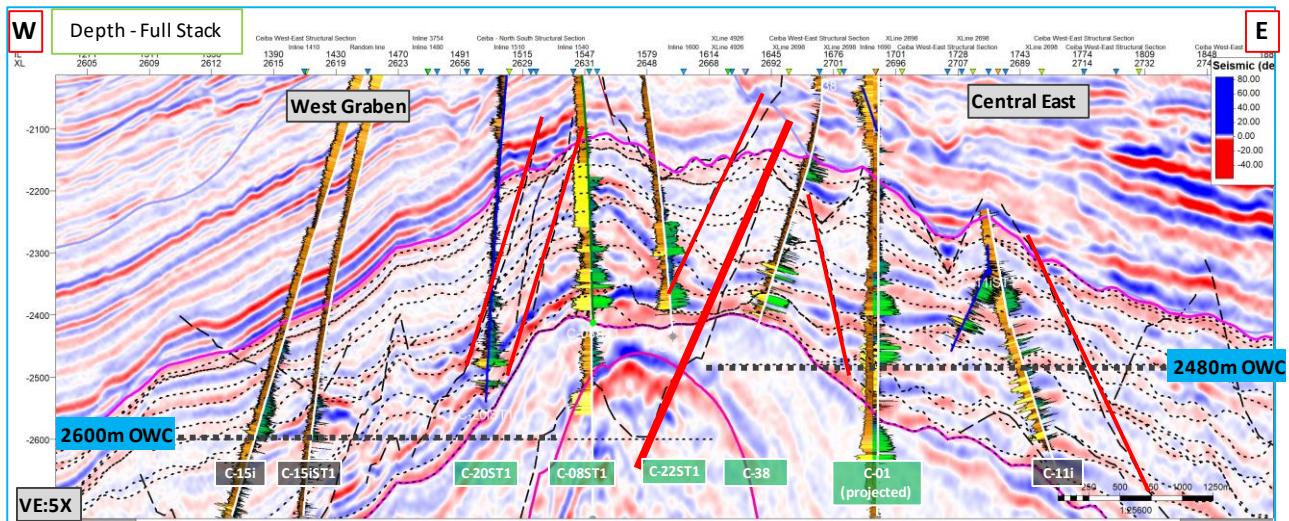 W
Depth - Full Stack
E
Ceiba West-East Structural Section
Inline 3754
Ceiba - North South Structural Section
XLine 4926
Ceiba West-East Structural Section
XLine 2698
XLine 2698
Ceiba West-East Structural Section
Inline 1410
Random line
Inline 1480
Inline 1510
Inline 1540
Inline 1600
XLine 4926
XLine 2698
XLine 2698
Inline 1690
Ceiba West-East Structural Section
XLine 2698
Ceiba West-East Structural Section
Ceiba West-East
XL
1390
1430
1470
1491
1515
1547
1579
1614
1645
1676
1701
1728
1743
1774
1809
1848
2605
2609
2615
2619
2623
2656
2629
2631
2648
2668
2692
2701
2696
2707
2689
2714
2732
Seismic (de
80.00
60.00
40.00
20.00
0.00
-20.00
-40.00
West Graben
Central East
-2100
-2200
-2300
-2400
-2500
-2600
2480m OWC
2600m OWC
C-15i
C-15iST1
C-20ST1
C-08ST1
C-22ST1
C-38
C-01
(projected)
C-11i
250
500
750
1250m
1:25600
VE:5X